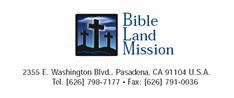 Bible
Land
Mission
2355 E. Washington Blvd., Pasadena, CA 91104 U.S.A.
Tel. [626] 798-7177 • Fax: [626] 791-0036